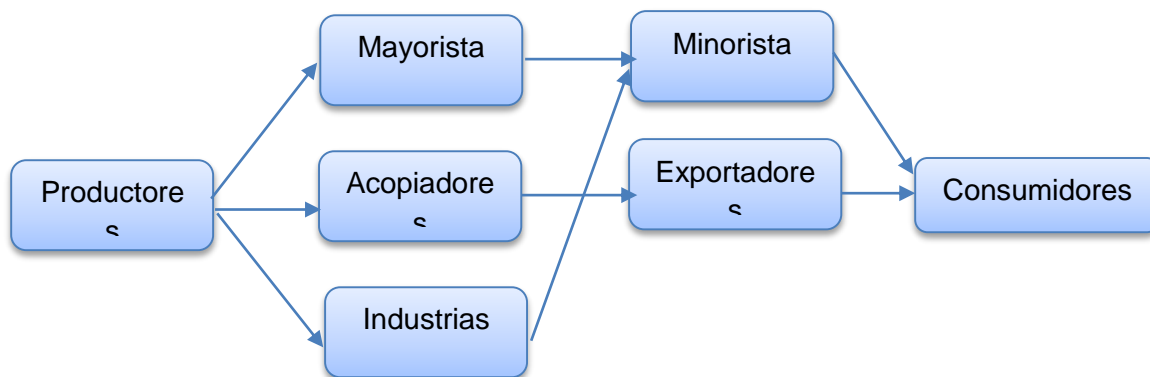 Mayorista
Minorista
Productore
s
Acopiadore
s
Exportadore
s
Consumidores
Industrias